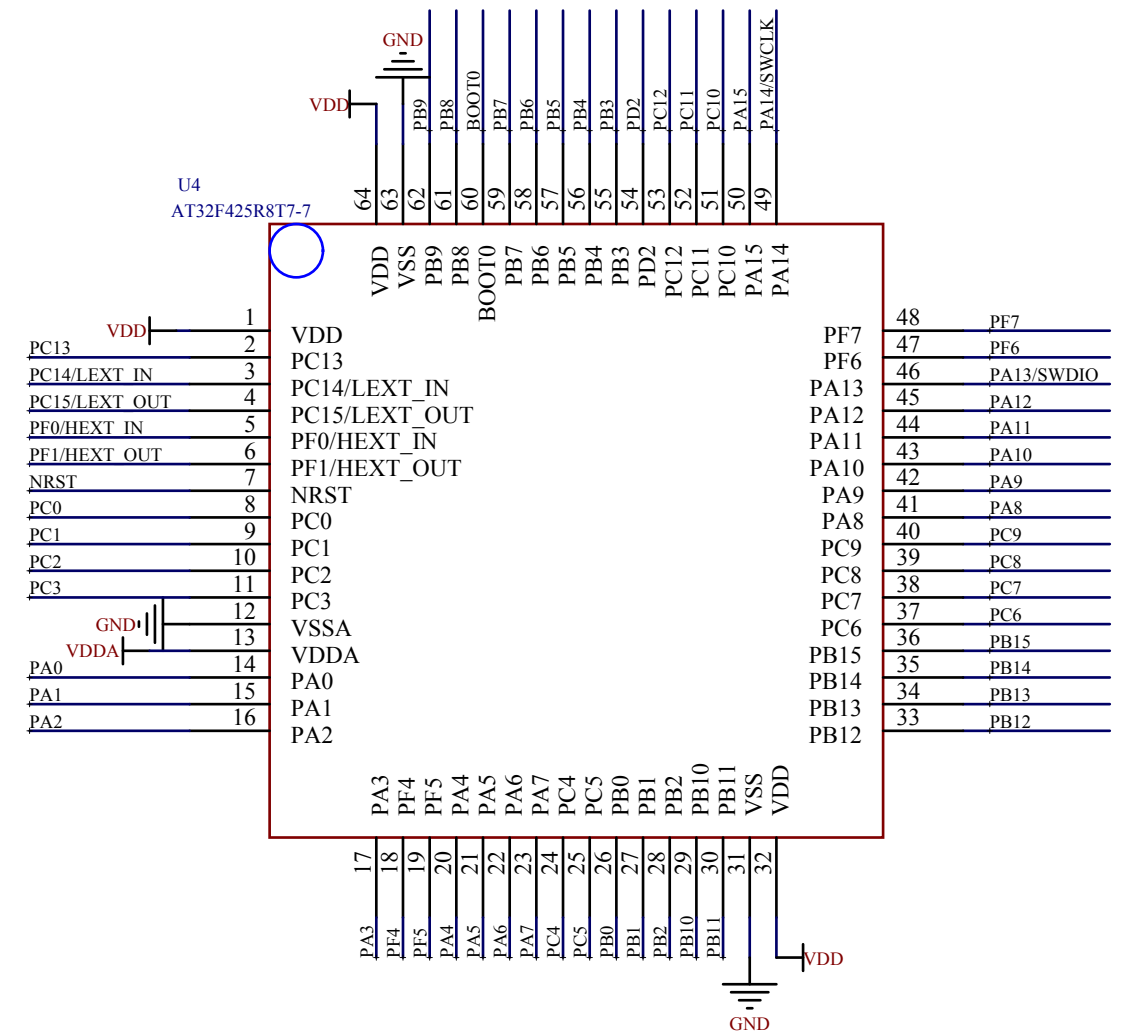 GND
VDD
PB9
PB8
BOOT0
PB7
PB6
PB5
PB4
PB3
PD2
PC12
PC11
PC10
PA15
PA14/SWCLK
U4
AT32F425R8T7-7
64
63
62
61
60
59
58
57
56
55
54
53
52
51
50
49
VDD
VSS
PB9
PB8
BOOT0
PB7
PB6
PB5
PB4
PB3
PD2
PC12
PC11
PC10
PA15
PA14
VDD 1 VDD
PC13 2 PC13
PC14/LEXT_IN 3 PC14/LEXT_IN
PC15/LEXT_OUT 4 PC15/LEXT_OUT
PF0/HEXT_IN 5 PF0/HEXT_IN
PF1/HEXT_OUT 6 PF1/HEXT_OUT
NRST 7 NRST
PC0 8 PC0
PC1 9 PC1
PC2 10 PC2
PC3 11 PC3
GND 12 VSSA
VDDA 13 VDDA
PA0 14 PA0
PA1 15 PA1
PA2 16 PA2
PF7 48 PF7
PF6 47 PF6
PA13 46 PA13/SWDIO
PA12 45 PA12
PA11 44 PA11
PA10 43 PA10
PA9 42 PA9
PA8 41 PA8
PC9 40 PC9
PC8 39 PC8
PC7 38 PC7
PC6 37 PC6
PB15 36 PB15
PB14 35 PB14
PB13 34 PB13
PB12 33 PB12
PA3
PF4
PF5
PA4
PA5
PA6
PA7
PC4
PC5
PB0
PB1
PB2
PB10
PB11
VSS
VDD
17
18
19
20
21
22
23
24
25
26
27
28
29
30
31
32
PA3
PF4
PF5
PA4
PA5
PA6
PA7
PC4
PC5
PB0
PB1
PB2
PB10
PB11
VDD
GND